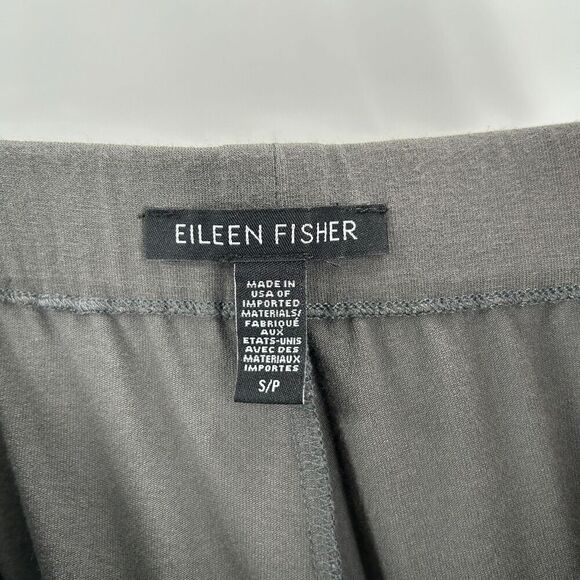 EILEEN FISHER
MADE IN
USA OF
IMPORTED
MATERIALS/
FABRIQUÉ
AUX
ETATS-UNIS
AVEC DES
MATERIAUX
IMPORTES
S/P